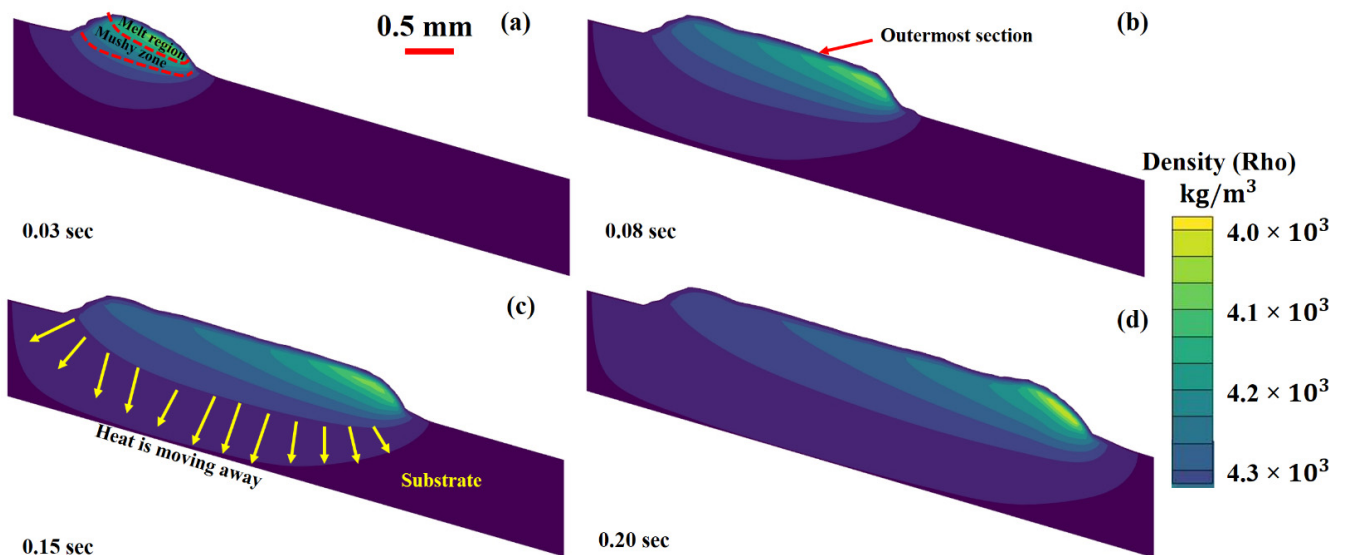 (a)
Melt region
Mushy zone
0.5 mm
0.03 sec
(b)
Outermost section
0.08 sec
Density (Rho)
kg/m³
4.0 × 10³
4.1 × 10³
4.2 × 10³
4.3 × 10³
(c)
Heat is moving away
Substrate
0.15 sec
(d)
0.20 sec